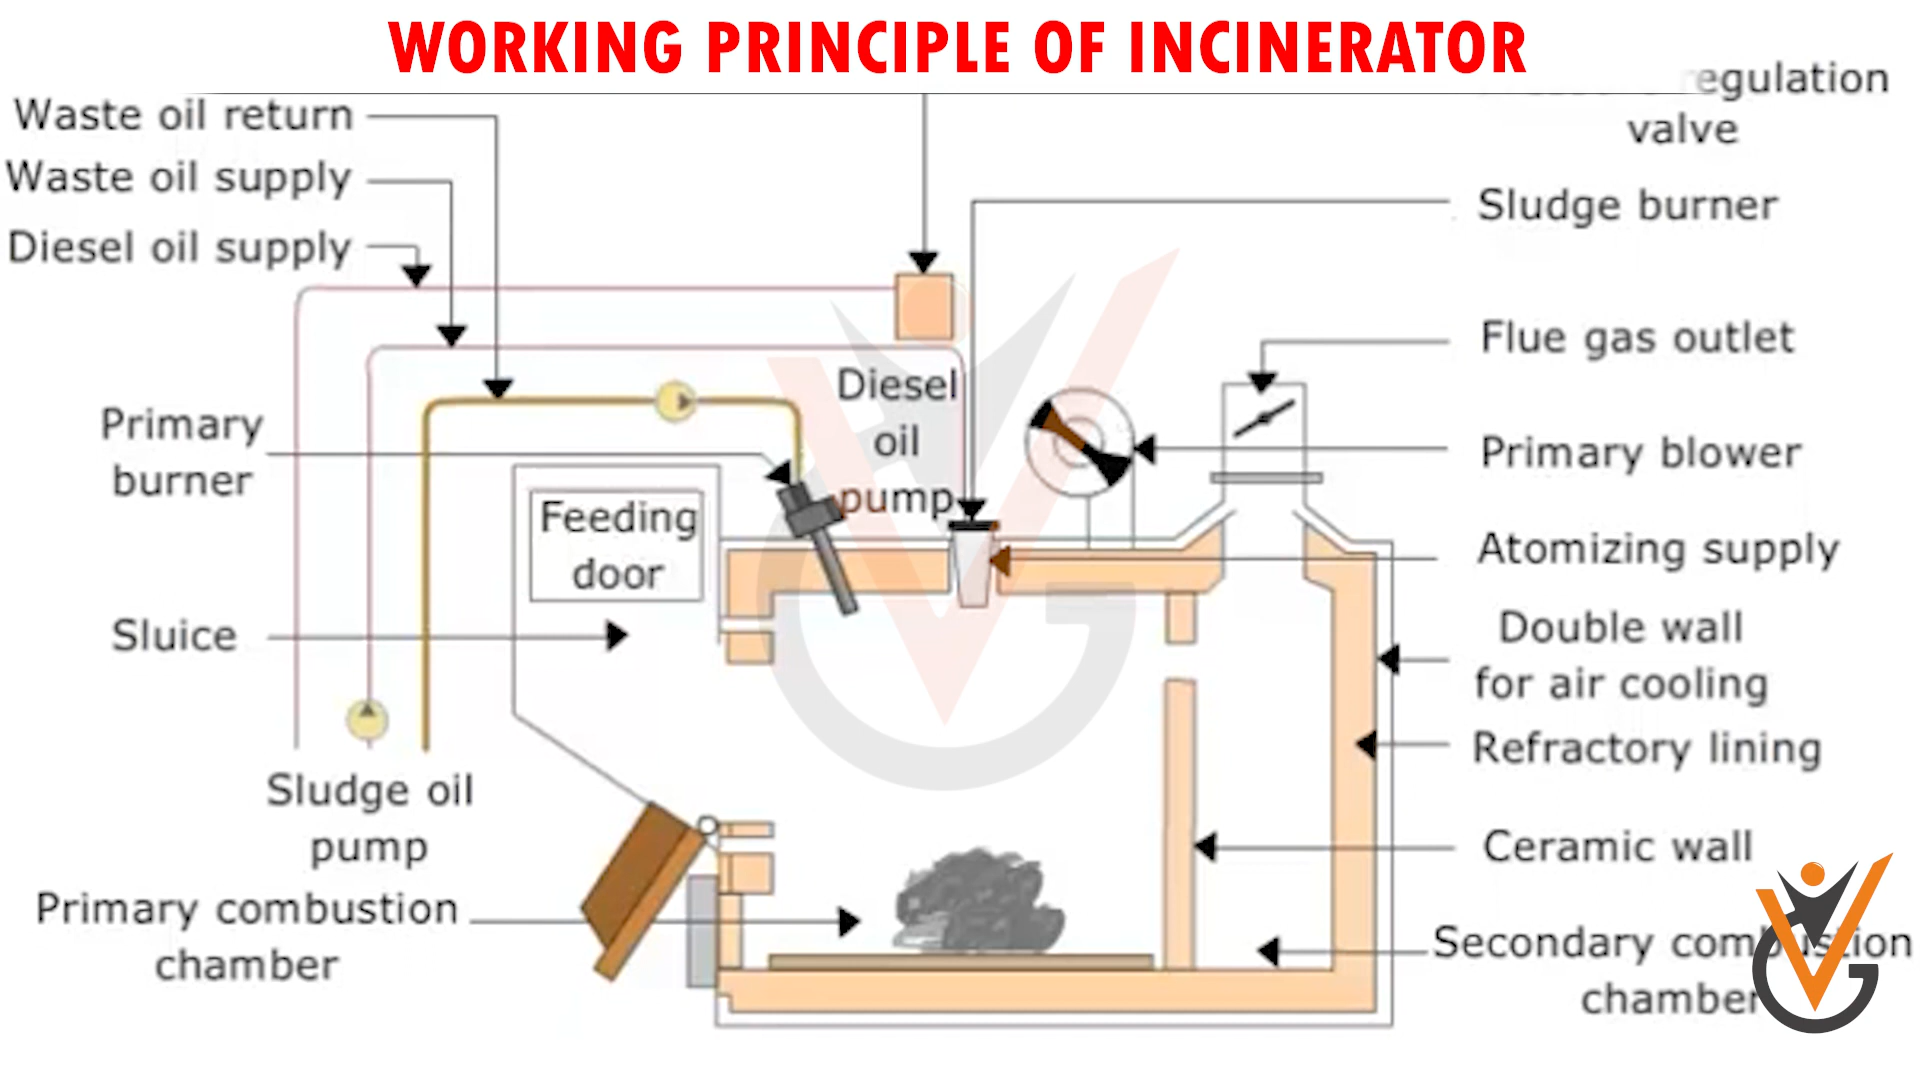 WORKING PRINCIPLE OF INCINERATOR
Waste oil return
Waste oil supply
Diesel oil supply
Primary
burner
Feeding
door
Sluice
Sludge oil
pump
Primary combustion
chamber
Diesel
oil
pump
valve
Sludge burner
Flue gas outlet
Primary blower
Atomizing supply
Double wall
for air cooling
Refractory lining
Ceramic wall
Secondary combustion
chamber